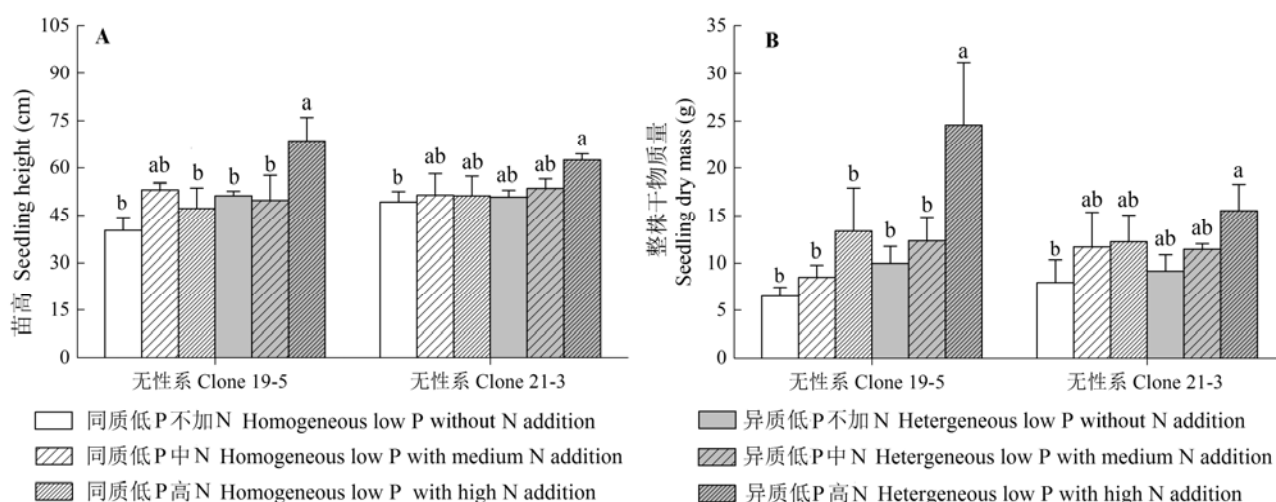 A
苗高 Seedling height (cm)
105
90
75
60
45
30
15
0
b
ab
b
b
b
a
b
ab
ab
ab
ab
a
无性系 Clone 19-5
无性系 Clone 21-3
B
整株干物质量
Seedling dry mass (g)
35
30
25
20
15
10
5
0
b
b
b
b
b
a
b
ab
ab
ab
ab
a
无性系 Clone 19-5
无性系 Clone 21-3
同质低P不加N Homogeneous low P without N addition
同质低P中N Homogeneous low P with medium N addition
同质低P高N Homogeneous low P with high N addition
异质低P不加N Hetergeneous low P without N addition
异质低P中N Hetergeneous low P with medium N addition
异质低P高N Hetergeneous low P with high N addition